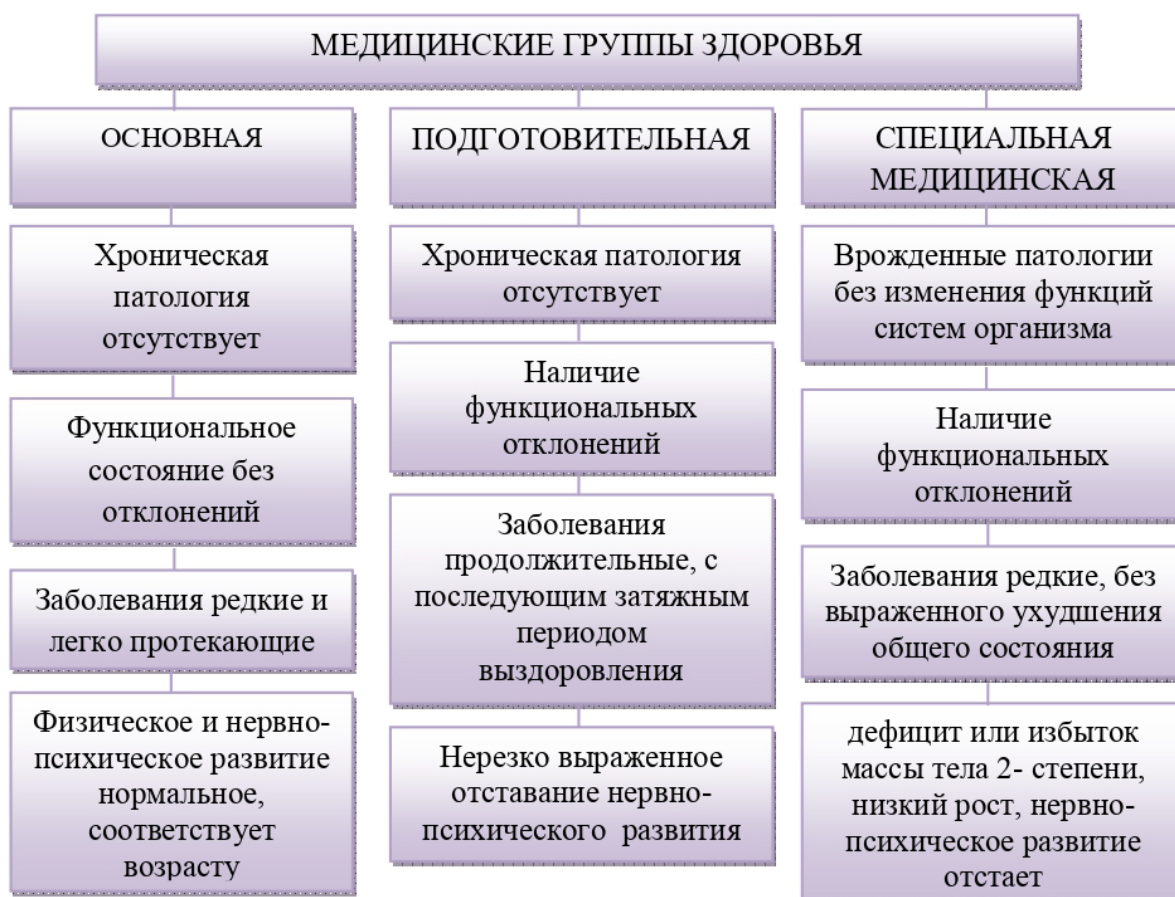 МЕДИЦИНСКИЕ ГРУППЫ ЗДОРОВЬЯ
ОСНОВНАЯ
Хроническая
патология
отсутствует
Функциональное
состояние без
отклонений
Заболевания редкие и
легко протекающие
Физическое и нервно-
психическое развитие
нормальное,
соответствует
возрасту
ПОДГОТОВИТЕЛЬНАЯ
Хроническая патология
отсутствует
Наличие
функциональных
отклонений
Заболевания
продолжительные, с
последующим затяжным
периодом
выздоровления
Нерезко выраженное
отставание нервно-
психического развития
СПЕЦИАЛЬНАЯ
МЕДИЦИНСКАЯ
Врожденные патологии
без изменения функций
систем организма
Наличие
функциональных
отклонений
Заболевания редкие, без
выраженного ухудшения
общего состояния
дефицит или избыток
массы тела 2- степени,
низкий рост, нервно-
психическое развитие
отстает